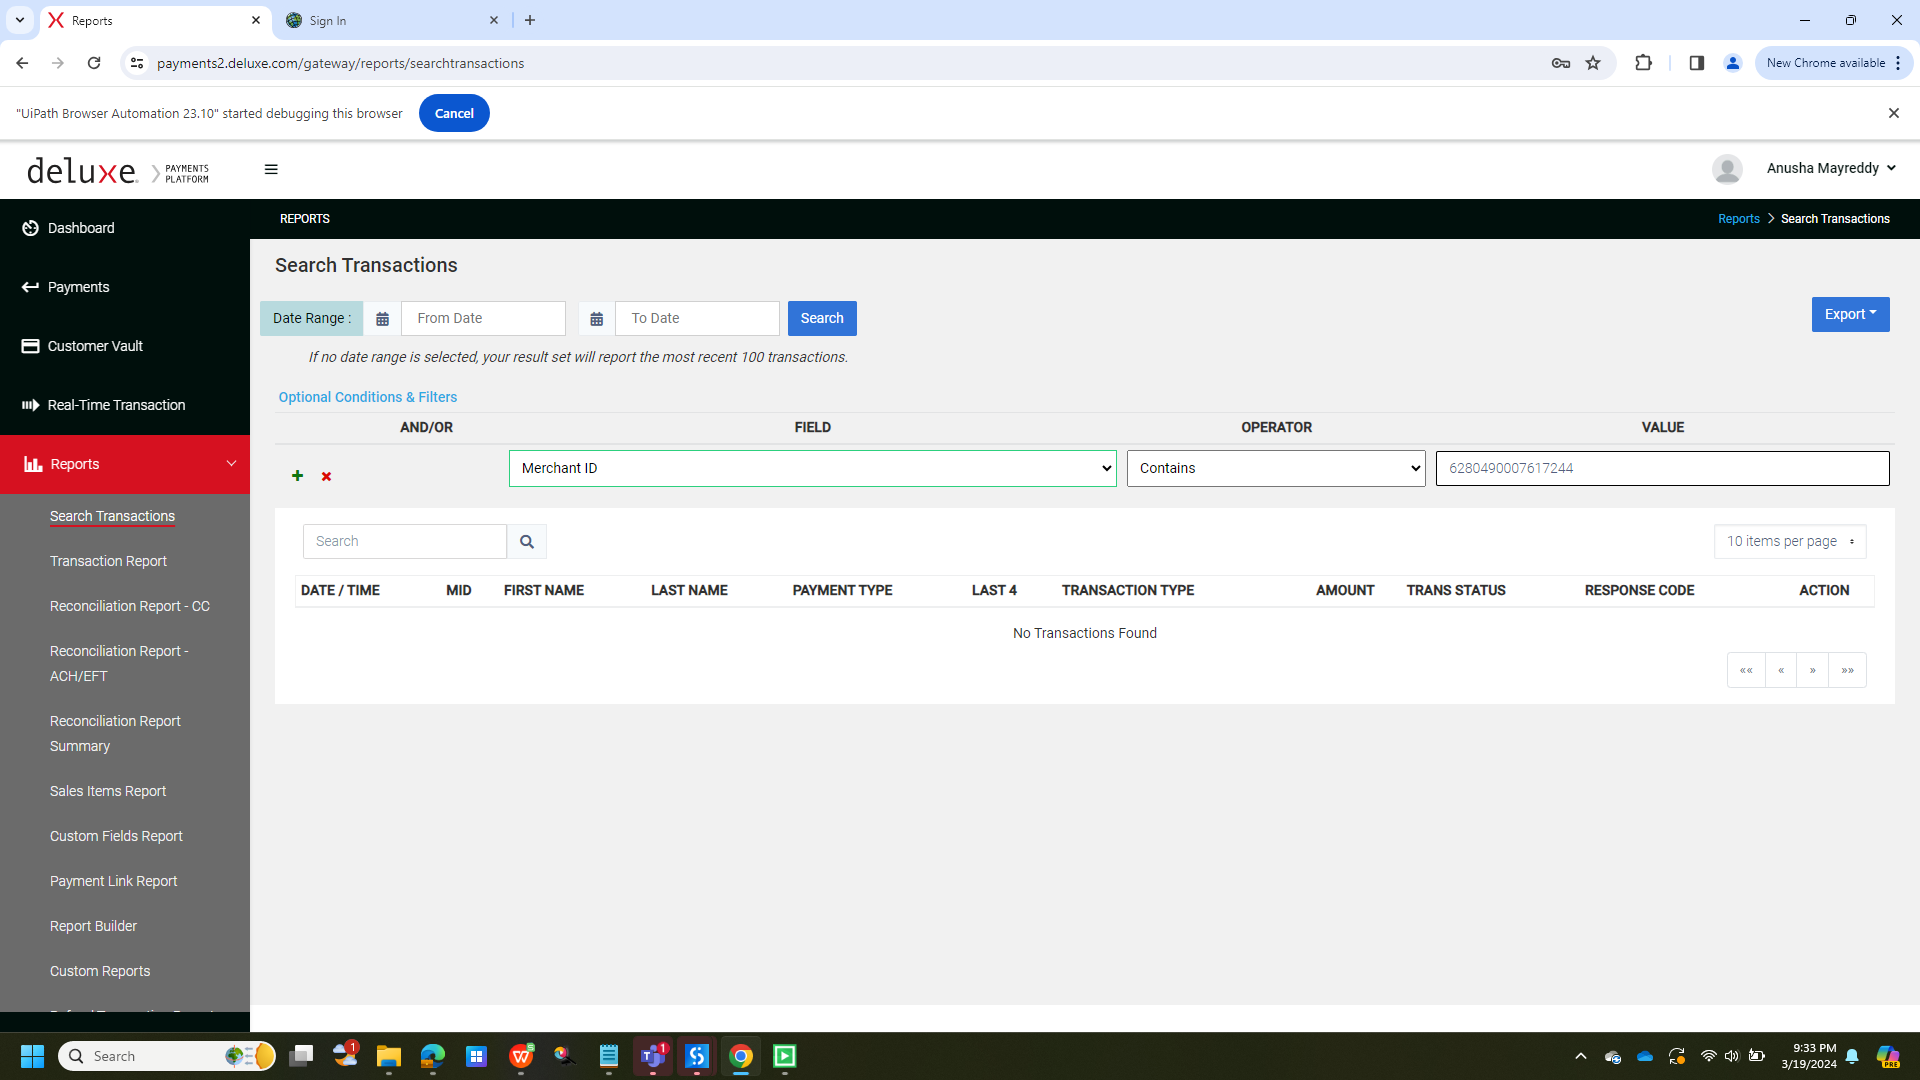 Reports
Sign In
payments2.deluxe.com/gateway/reports/searchtransactions
New Chrome available
"UiPath Browser Automation 23.10" started debugging this browser
Cancel
deluxe. PAYMENTS PLATFORM
Anusha Mayreddy
Dashboard
Payments
Customer Vault
Real-Time Transaction
Reports
Search Transactions
Transaction Report
Reconciliation Report - CC
Reconciliation Report -
ACH/EFT
Reconciliation Report
Summary
Sales Items Report
Custom Fields Report
Payment Link Report
Report Builder
Custom Reports
REPORTS
Reports > Search Transactions
Search Transactions
Date Range : From Date To Date Search
Export
If no date range is selected, your result set will report the most recent 100 transactions.
Optional Conditions & Filters
AND/OR FIELD OPERATOR VALUE
Merchant ID Contains 6280490007617244
Search
10 items per page
DATE / TIME MID FIRST NAME LAST NAME PAYMENT TYPE LAST 4 TRANSACTION TYPE AMOUNT TRANS STATUS RESPONSE CODE ACTION
No Transactions Found
«« « » »»
Search
1
1
9:33 PM
3/19/2024
PRE